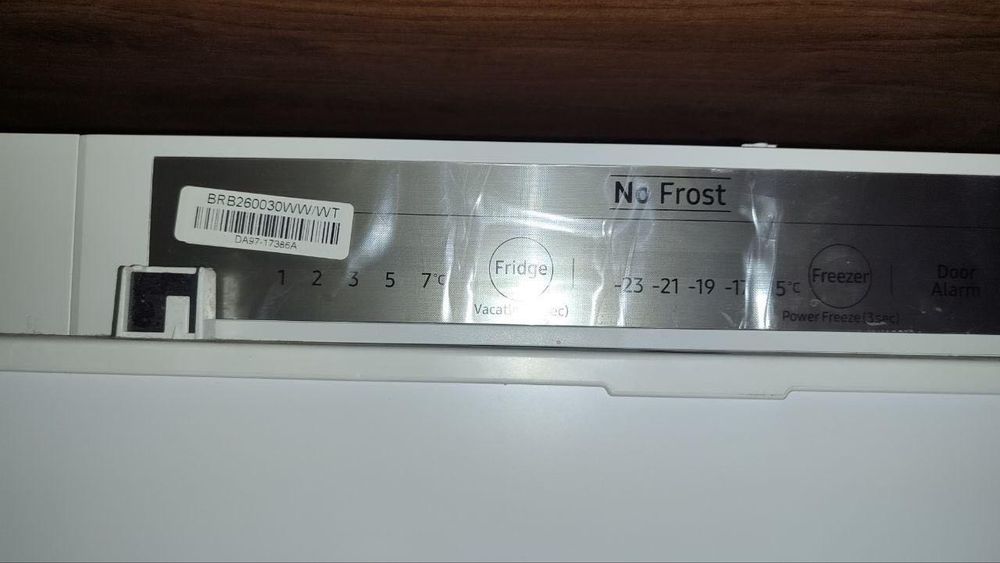 No Frost
BRB260030WW/WT
DA97-17386A
1 2 3 5 7°C
Fridge
-23 -21 -19 -17 5°C
Freezer
Door
Alarm
Power Freeze(3sec)